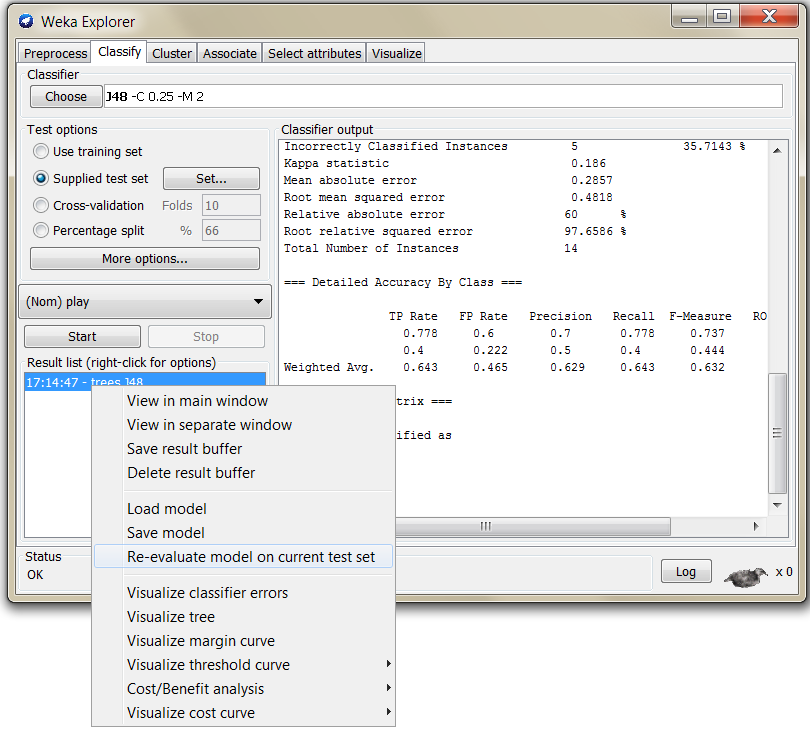 Weka Explorer
Preprocess Classify Cluster Associate Select attributes Visualize
Classifier
Choose J48 -C 0.25 -M 2
Test options
Use training set
Supplied test set Set...
Cross-validation Folds 10
Percentage split % 66
More options...
(Nom) play
Start Stop
Result list (right-click for options)
17:14:47 - trees J48
Classifier output
Incorrectly Classified Instances 5 35.7143 %
Kappa statistic 0.186
Mean absolute error 0.2857
Root mean squared error 0.4818
Relative absolute error 60 %
Root relative squared error 97.6586 %
Total Number of Instances 14
=== Detailed Accuracy By Class ===
TP Rate FP Rate Precision Recall F-Measure RO
0.778 0.6 0.7 0.778 0.737
0.4 0.222 0.5 0.4 0.444
Weighted Avg. 0.643 0.465 0.629 0.643 0.632
trix ===
ified as
View in main window
View in separate window
Save result buffer
Delete result buffer
Load model
Save model
Re-evaluate model on current test set
Visualize classifier errors
Visualize tree
Visualize margin curve
Visualize threshold curve
Cost/Benefit analysis
Visualize cost curve
Status
OK
Log x 0